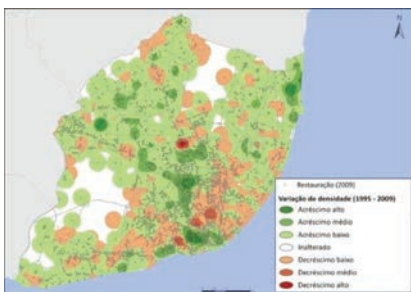 N
Restauração (2009)
Variação de densidade (1995 - 2009)
Acréscimo alto
Acréscimo médio
Acréscimo baixo
Inalterado
Decréscimo baixo
Decréscimo médio
Decréscimo alto